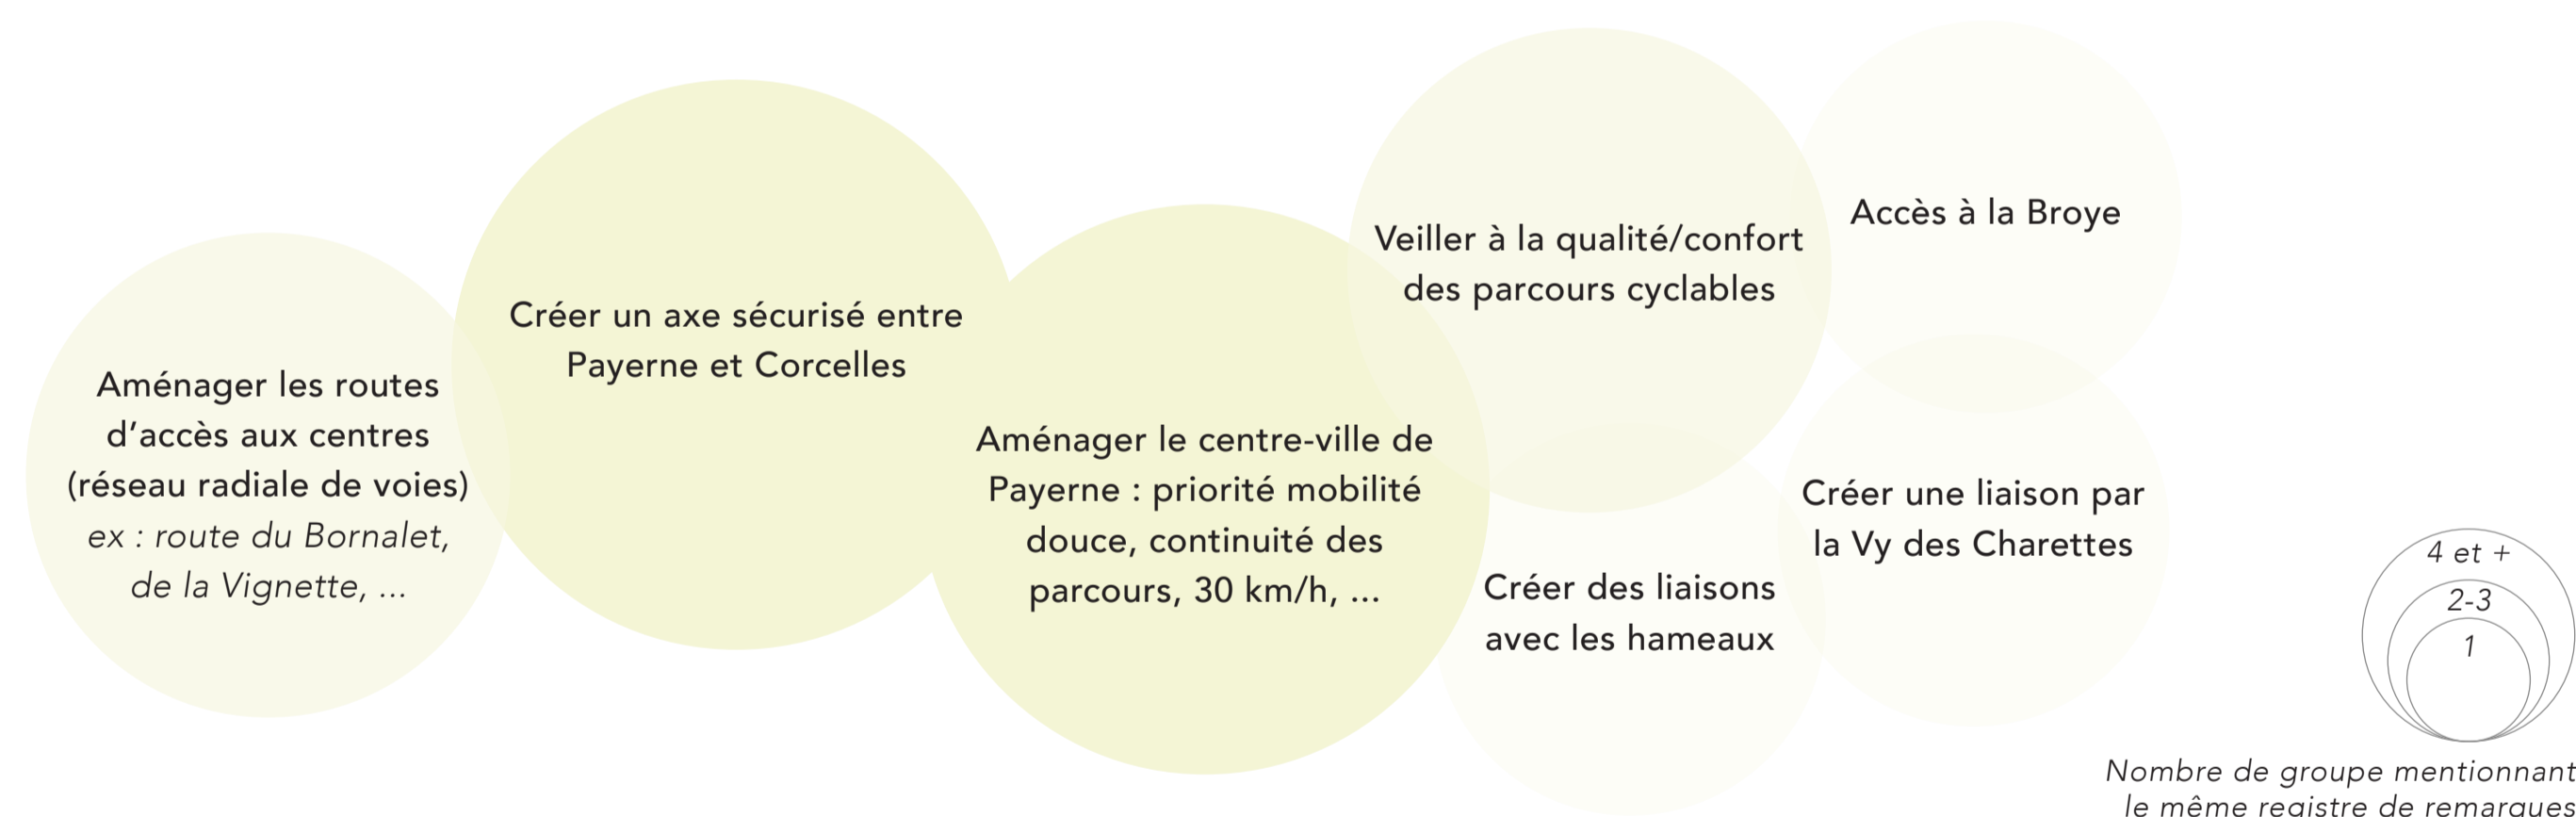 Aménager les routes
d’accès aux centres
(réseau radiale de voies)
ex : route du Bornalet,
de la Vignette, ...
Créer un axe sécurisé entre
Payerne et Corcelles
Aménager le centre-ville de
Payerne : priorité mobilité
douce, continuité des
parcours, 30 km/h, ...
Veiller à la qualité/confort
des parcours cyclables
Accès à la Broye
Créer des liaisons
avec les hameaux
Créer une liaison par
la Vy des Charettes
4 et +
2-3
1
Nombre de groupe mentionnant
le même registre de remarques